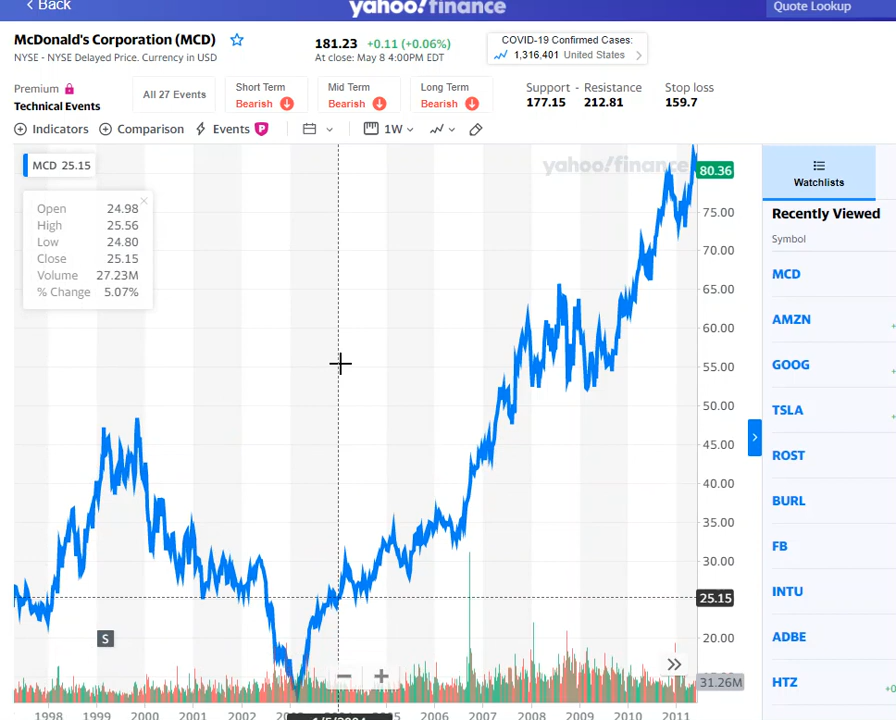 Back
yahoo!finance
Quote Lookup
McDonald's Corporation (MCD)
NYSE - NYSE Delayed Price. Currency in USD
181.23 +0.11 (+0.06%)
At close: May 8 4:00PM EDT
COVID-19 Confirmed Cases:
1,316,401 United States
Premium
Technical Events
All 27 Events
Short Term
Bearish
Mid Term
Bearish
Long Term
Bearish
Support - Resistance
177.15 212.81
Stop loss
159.7
Indicators
Comparison
Events
P
1W
MCD 25.15
yahoo!finance
Open 24.98
High 25.56
Low 24.80
Close 25.15
Volume 27.23M
% Change 5.07%
80.36
75.00
70.00
65.00
60.00
55.00
50.00
45.00
40.00
35.00
30.00
25.15
20.00
31.26M
S
1998 1999 2000 2001 2002 2005 2006 2007 2008 2009 2010 2011
1/5/2004
Watchlists
Recently Viewed
Symbol
MCD
AMZN
GOOG
TSLA
ROST
BURL
FB
INTU
ADBE
HTZ
+0